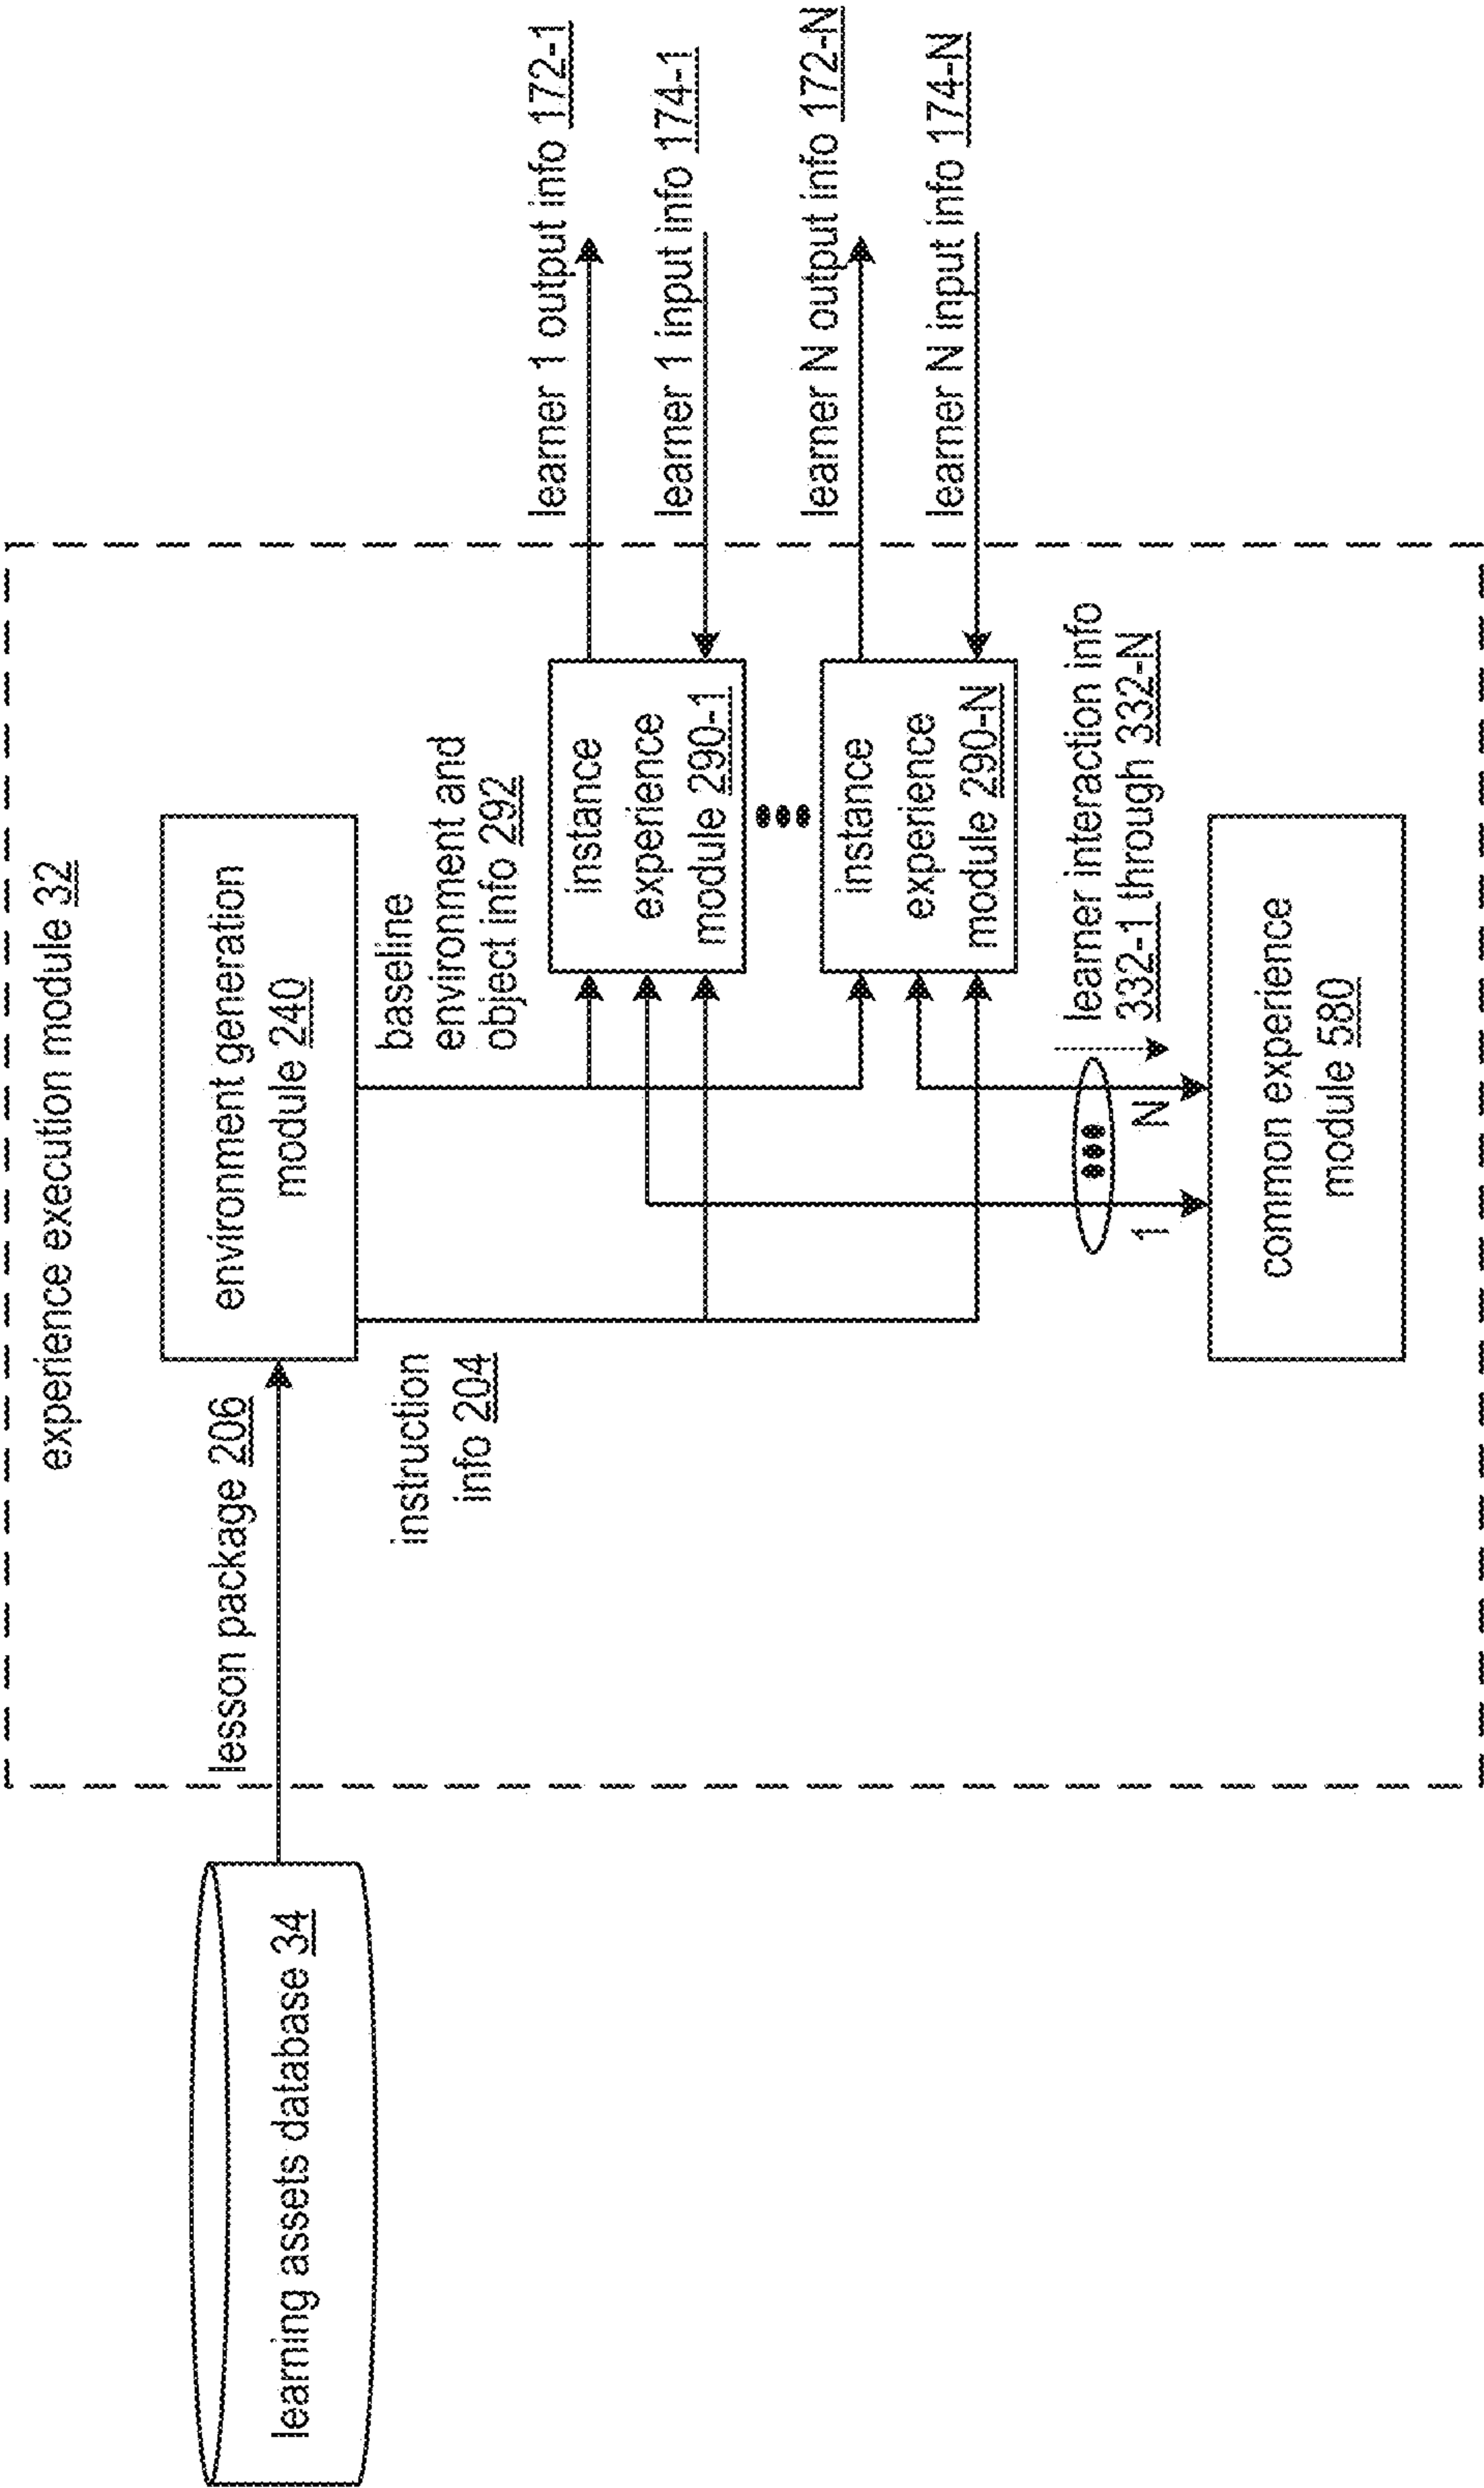 experience execution module 32
learning assets database 34
lesson package 206
environment generation
module 240
instruction
info 204
baseline
environment and
object info 292
instance
experience
module 290-1
learner 1 output info 172-1
learner 1 input info 174-1
instance
experience
module 290-N
learner N output info 172-N
learner N input info 174-N
learner interaction info
332-1 through 332-N
1
N
common experience
module 580